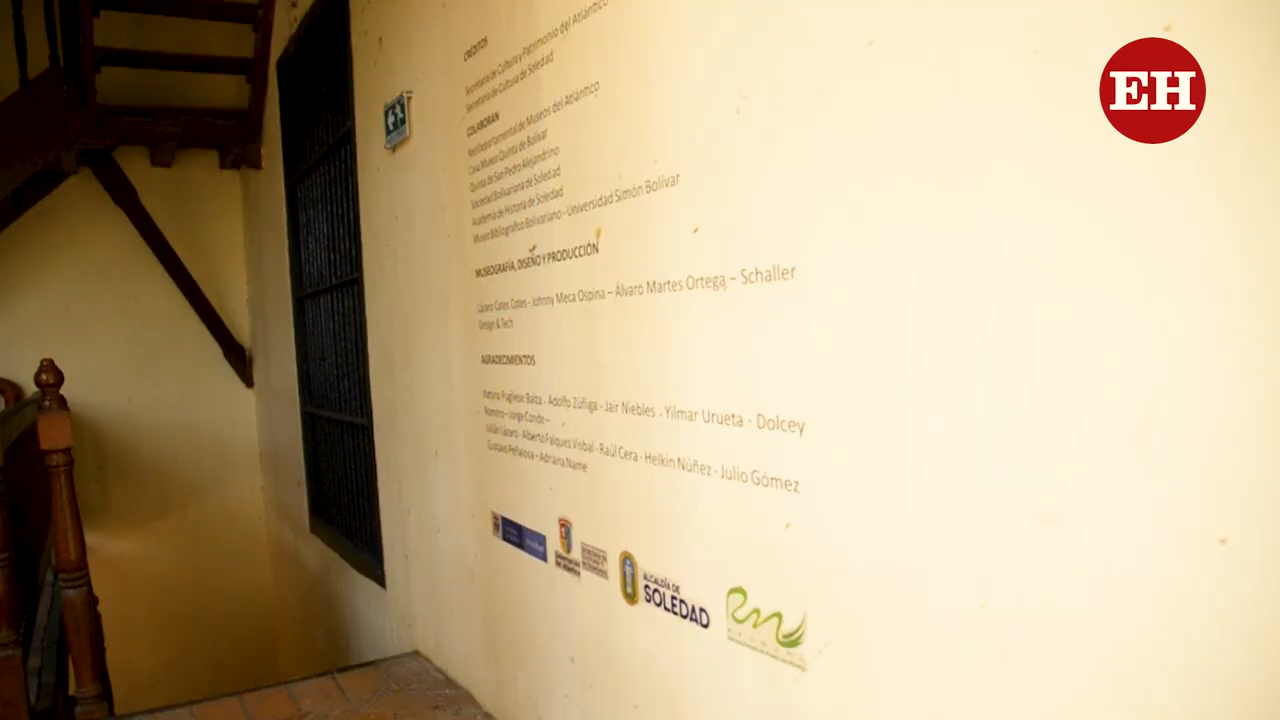 EH
CRÉDITOS
Secretaría de Cultura y Patrimonio del Atlántico
Secretaría de Cultura de Soledad
COLABORAN
Red Departamental de Museos del Atlántico
Casa Museo Quinta de Bolívar
Quinta de San Pedro Alejandrino
Sociedad Bolivariana de Soledad
Academia de Historia de Soledad
Museo Bibliográfico Bolivariano - Universidad Simón Bolívar
MUSEOGRAFÍA, DISEÑO Y PRODUCCIÓN
Lázaro Cotes Cotes - Johnny Meca Ospina – Álvaro Martes Ortega – Schaller
Design & Tech
AGRADECIMIENTOS
Katyna Pugliese Balza - Adolfo Zúñiga - Jair Niebles - Yilmar Urueta - Dolcey
Romero – Jorge Conde –
Julián Lázaro - Alberto Falquez Visbal - Raúl Cera - Helkin Núñez - Julio Gómez
Gustavo Peñalosa – Adriana Name
ALCALDÍA DE
SOLEDAD